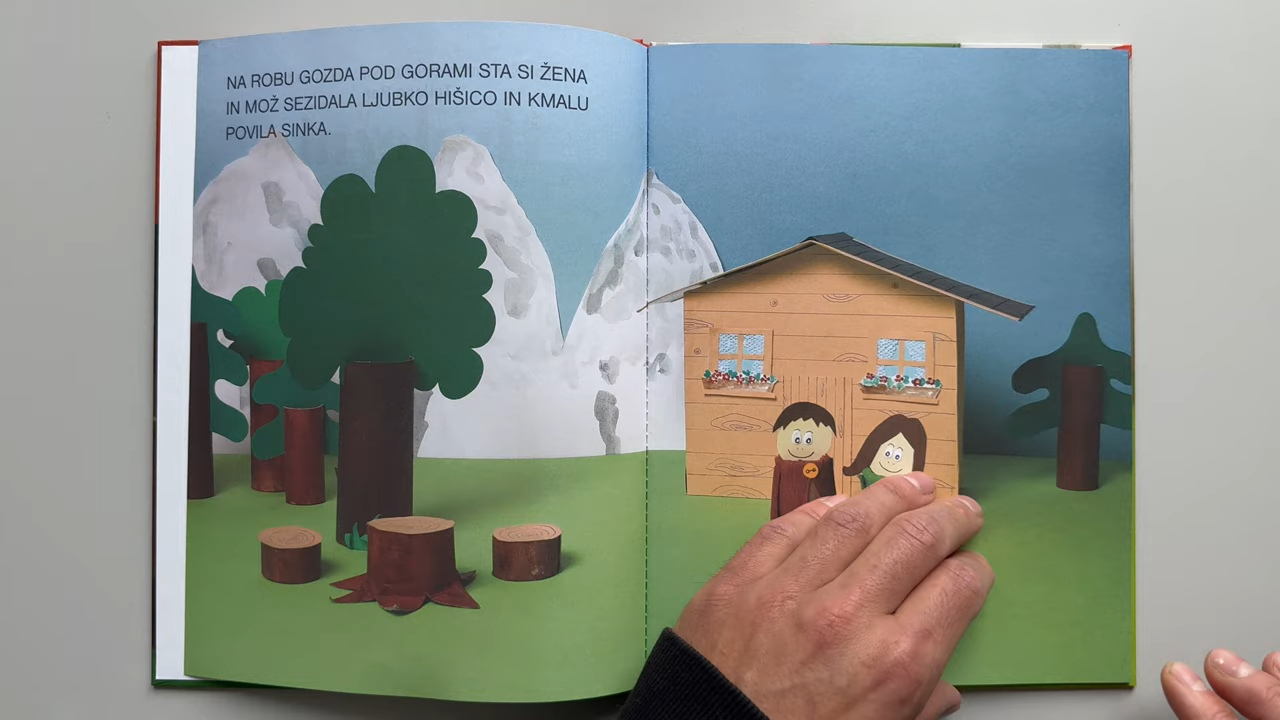 NA ROBU GOZDA POD GORAMI STA SI ŽENA
IN MOŽ SEZIDALA LJUBKO HIŠICO IN KMALU
POVILA SINKA.